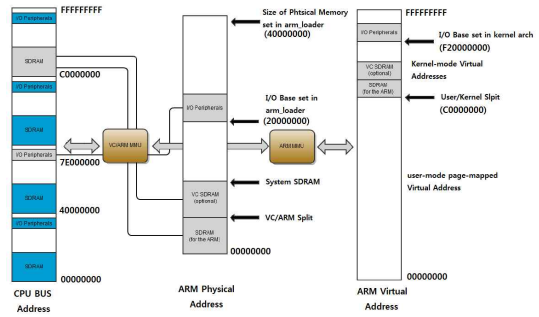 FFFFFFFFF
I/O Peripherals
SDRAM
C0000000
I/O Peripherals
SDRAM
I/O Peripherals
7E000000
SDRAM
40000000
I/O Peripherals
SDRAM
00000000
CPU BUS
Address
VC/ARM MMU
Size of Phtsical Memory
set in arm_loader
(40000000)
I/O Peripherals
I/O Base set in
arm_loader
(20000000)
ARM MMU
System SDRAM
VC SDRAM
(optional)
VC/ARM Split
SDRAM
(for the ARM)
00000000
ARM Physical
Address
FFFFFFFFF
I/O Peripherals
I/O Base set in kernel arch
(F20000000)
VC SDRAM
(optional)
Kernel-mode Virtual
Addresses
SDRAM
(for the ARM)
User/Kernel Slpit
(C0000000)
user-mode page-mapped
Virtual Address
00000000
ARM Virtual
Address